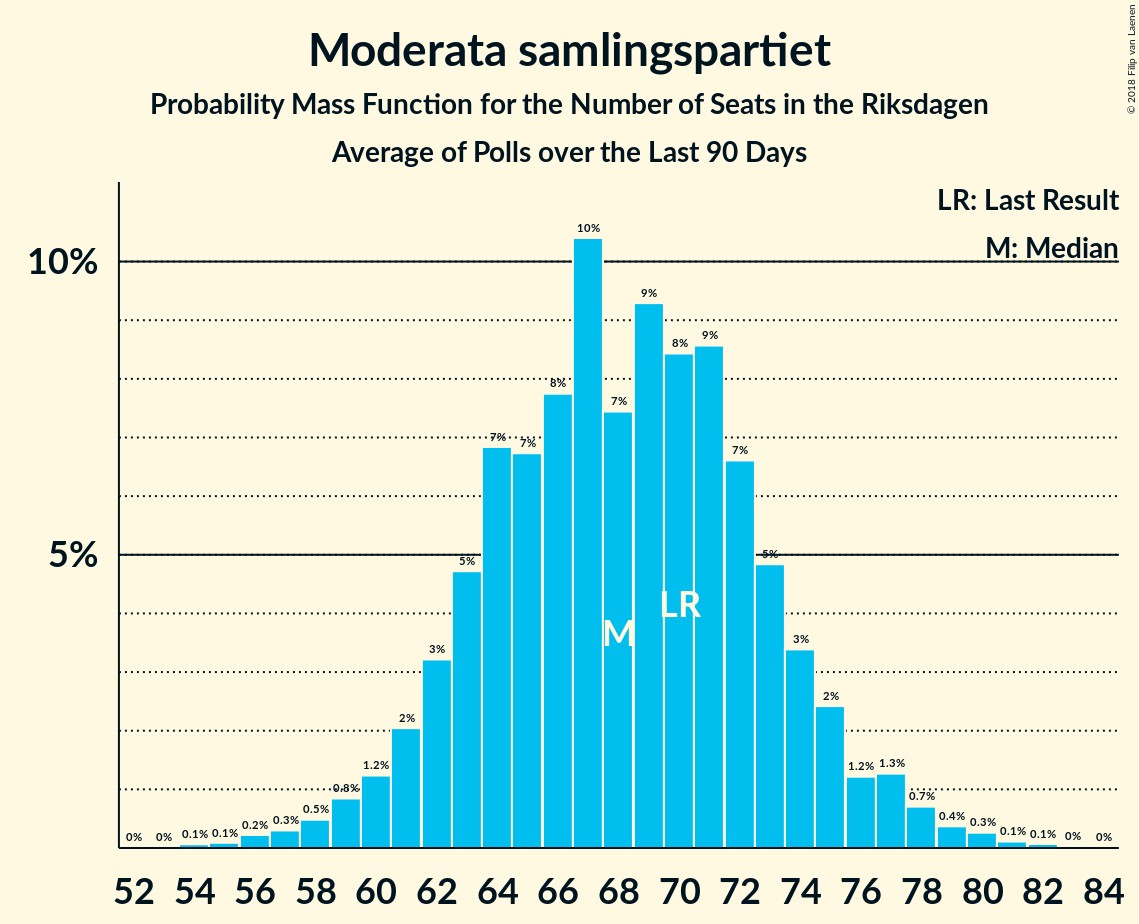 Moderata samlingspartiet
Probability Mass Function for the Number of Seats in the Riksdagen
Average of Polls over the Last 90 Days
© 2018 Filip van Laenen
LR: Last Result
M: Median
10%
5%
0% 0% 0.1% 0.1% 0.2% 0.3% 0.5% 0.8% 1.2% 2% 3% 5% 7% 7% 8% 10% 7% 9% 8% 9% 7% 5% 3% 2% 1.2% 1.3% 0.7% 0.4% 0.3% 0.1% 0.1% 0% 0%
M LR
52 54 56 58 60 62 64 66 68 70 72 74 76 78 80 82 84